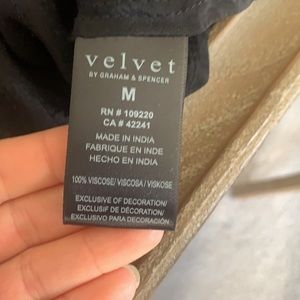 velvet
BY GRAHAM & SPENCER
M
RN # 109220
CA # 42241
MADE IN INDIA
FABRIQUE EN INDE
HECHO EN INDIA
100% VISCOSE/ VISCOSA/ VISKOSE
EXCLUSIVE OF DECORATION/
EXCLUSIF DE DÉCORATION/
EXCLUSIVO PARA DECORACIÓN